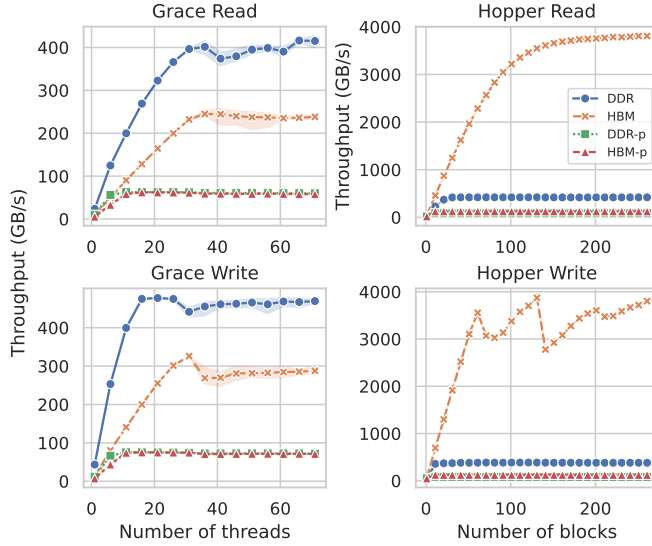 Grace Read
Hopper Read
Throughput (GB/s)
400
300
200
100
0
0
20
40
60
Throughput (GB/s)
4000
3000
2000
1000
0
0
100
200
DDR
HBM
DDR-p
HBM-p
Grace Write
Hopper Write
400
300
200
100
0
0
20
40
60
Number of threads
4000
3000
2000
1000
0
0
100
200
Number of blocks